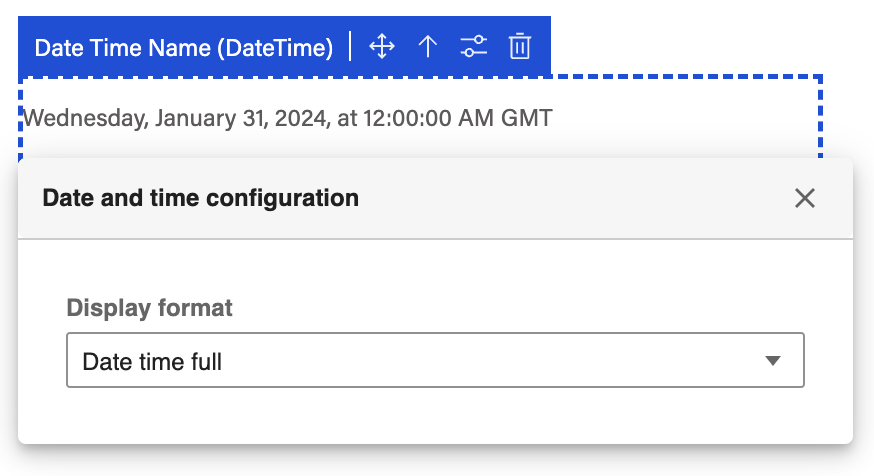 Date Time Name (DateTime)
Wednesday, January 31, 2024, at 12:00:00 AM GMT
Date and time configuration
Display format
Date time full